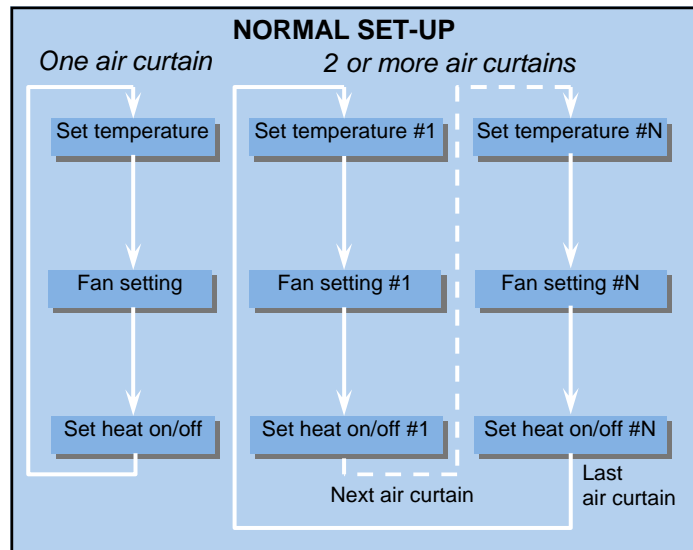 NORMAL SET-UP
One air curtain
2 or more air curtains
Set temperature
Set temperature #1
Set temperature #N
Fan setting
Fan setting #1
Fan setting #N
Set heat on/off
Set heat on/off #1
Set heat on/off #N
Next air curtain
Last
air curtain